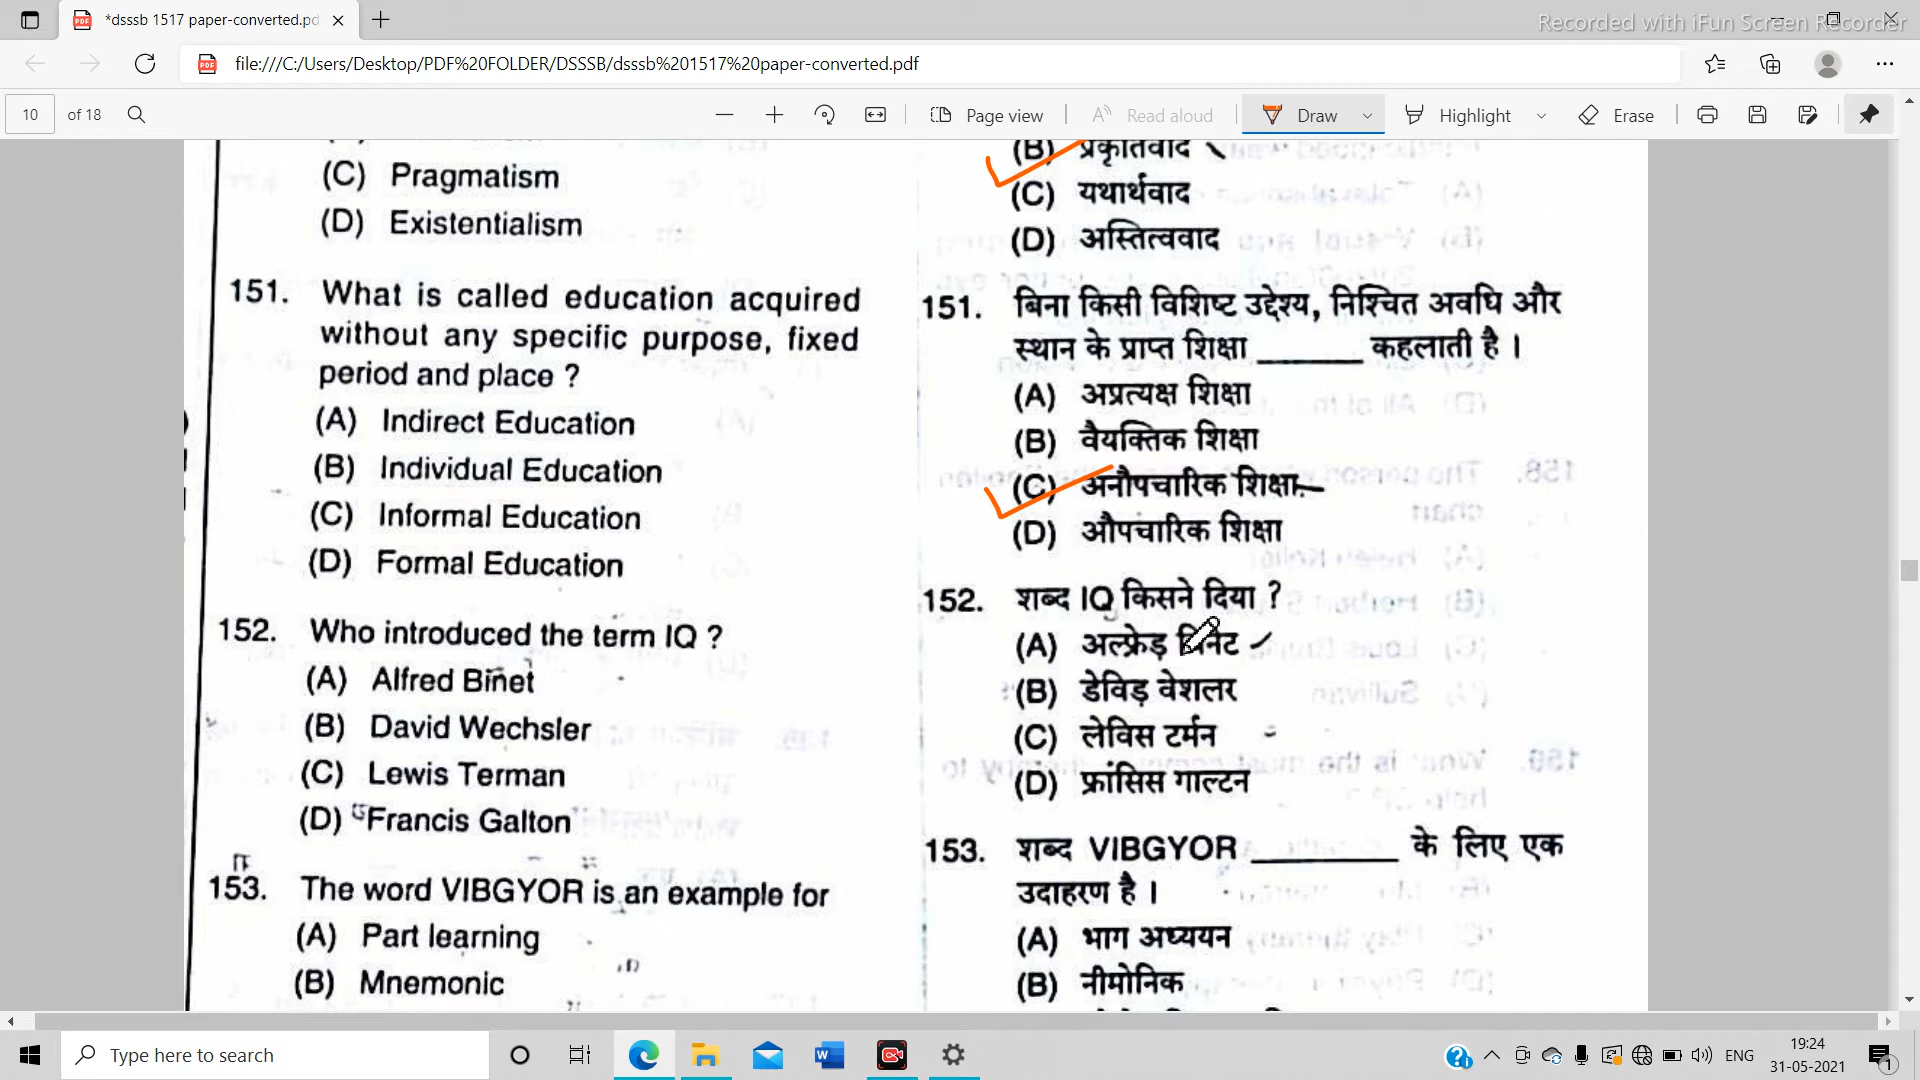 *dsssb 1517 paper-converted.pd
Recorded with iFun Screen Recorder
file:///C:/Users/Desktop/PDF%20FOLDER/DSSSB/dsssb%201517%20paper-converted.pdf
10 of 18
Page view
Read aloud
Draw
Highlight
Erase
(C) Pragmatism
(D) Existentialism
151. What is called education acquired
without any specific purpose, fixed
period and place ?
(A) Indirect Education
(B) Individual Education
(C) Informal Education
(D) Formal Education
152. Who introduced the term IQ ?
(A) Alfred Binet
(B) David Wechsler
(C) Lewis Terman
(D) Francis Galton
153. The word VIBGYOR is an example for
(A) Part learning
(B) Mnemonic
(B) प्रकृतिवाद
(C) यथार्थवाद
(D) अस्तित्ववाद
151. बिना किसी विशिष्ट उद्देश्य, निश्चित अवधि और
स्थान के प्राप्त शिक्षा ________ कहलाती है ।
(A) अप्रत्यक्ष शिक्षा
(B) वैयक्तिक शिक्षा
(C) अनौपचारिक शिक्षा
(D) औपचारिक शिक्षा
152. शब्द IQ किसने दिया ?
(A) अल्फ्रेड़
(B) डेविड़ वेशलर
(C) लेविस टर्मन
(D) फ्रांसिस गाल्टन
153. शब्द VIBGYOR __________ के लिए एक
उदाहरण है ।
(A) भाग अध्ययन
(B) नीमोनिक
Type here to search
ENG
19:24
31-05-2021
1